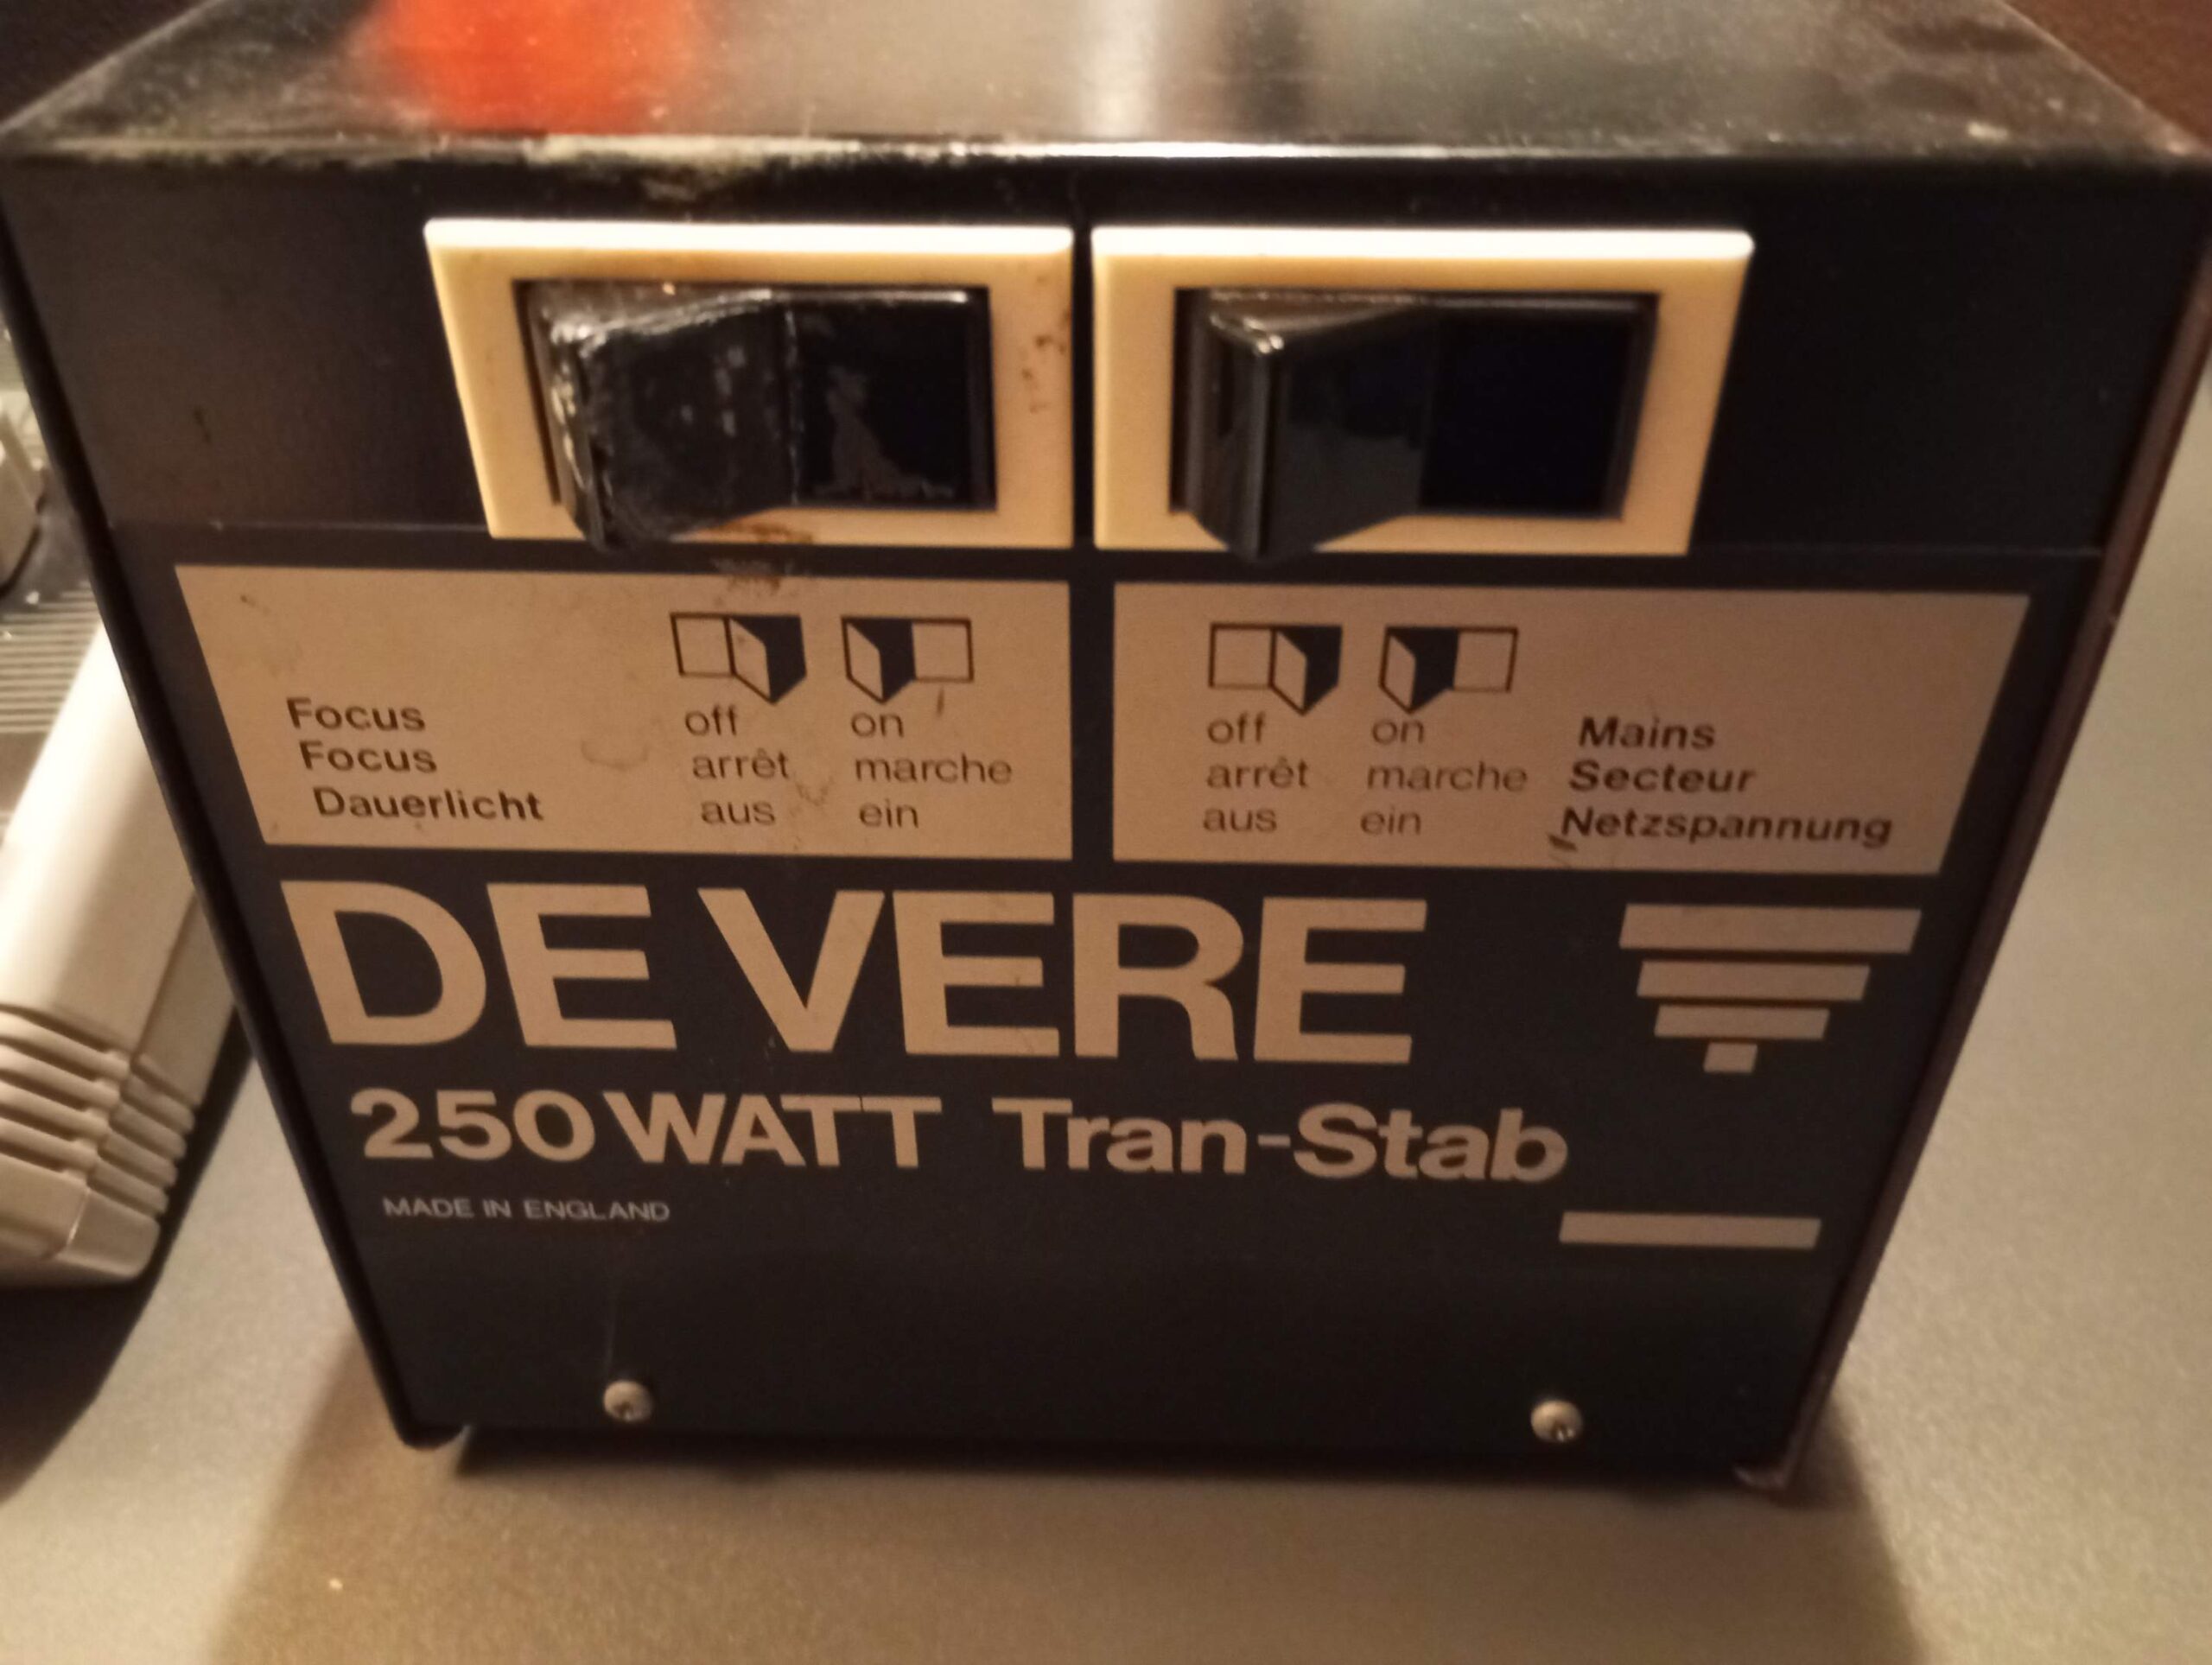 Focus off on
Focus arrêt marche
Dauerlicht aus ein
off on Mains
arrêt marche Secteur
aus ein Netzspannung
DE VERE
250 WATT Tran-Stab
MADE IN ENGLAND